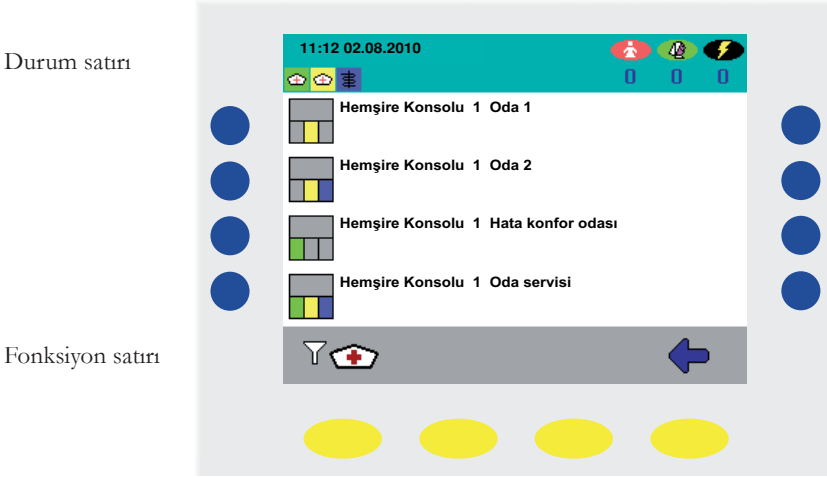 Durum satırı
11:12 02.08.2010
0 0 0
Hemşire Konsolu 1 Oda 1
Hemşire Konsolu 1 Oda 2
Hemşire Konsolu 1 Hata konfor odası
Hemşire Konsolu 1 Oda servisi
Fonksiyon satırı